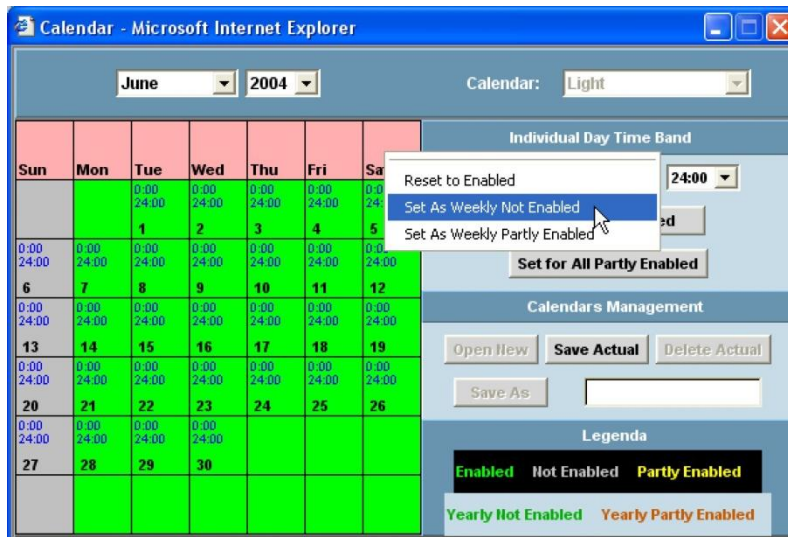 Calendar - Microsoft Internet Explorer
June 2004 Calendar: Light
Individual Day Time Band
Sun Mon Tue Wed Thu Fri
24:00
Reset to Enabled
Set As Weekly Not Enabled
Set As Weekly Partly Enabled
Set for All Partly Enabled
0:00 0:00 0:00 0:00
24:00 24:00 24:00 24:00
1 2 3 4 5
0:00 0:00 0:00 0:00 0:00 0:00
24:00 24:00 24:00 24:00 24:00 24:00 24:00
6 7 8 9 10 11 12
0:00 0:00 0:00 0:00 0:00 0:00 0:00
24:00 24:00 24:00 24:00 24:00 24:00 24:00
13 14 15 16 17 18 19
0:00 0:00 0:00 0:00 0:00 0:00 0:00
24:00 24:00 24:00 24:00 24:00 24:00 24:00
20 21 22 23 24 25 26
0:00 0:00 0:00 0:00
24:00 24:00 24:00 24:00
27 28 29 30
Calendars Management
Open New Save Actual Delete Actual
Save As
Legenda
Enabled Not Enabled Partly Enabled
Yearly Not Enabled Yearly Partly Enabled